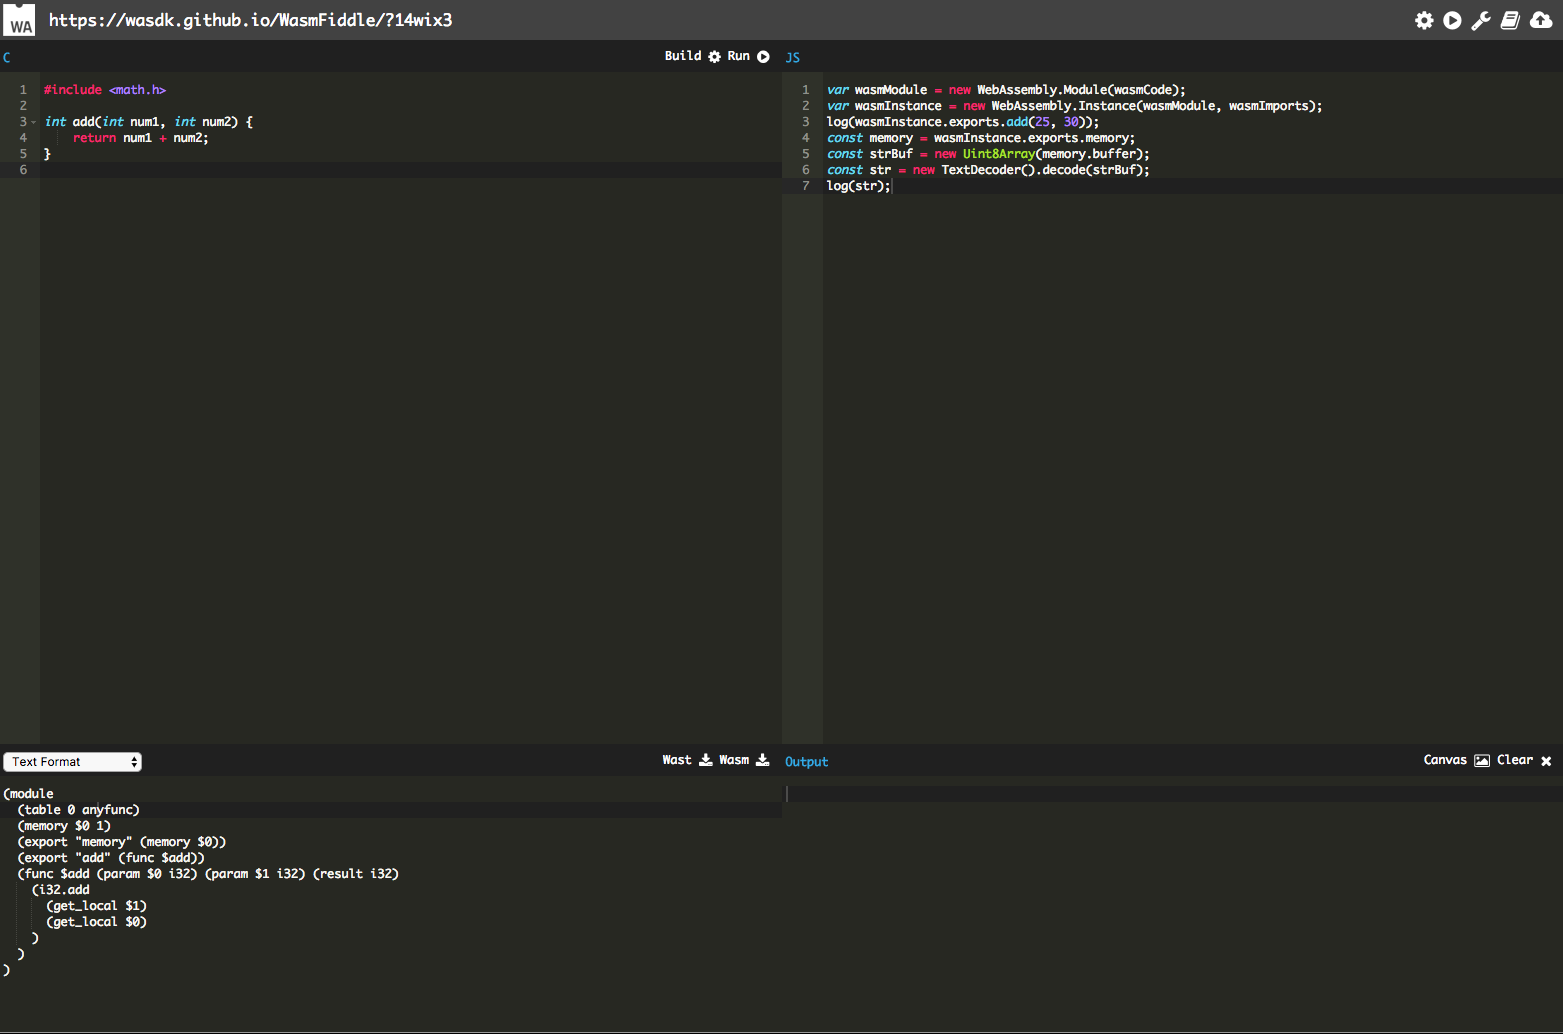 WA https://wasdk.github.io/WasmFiddle/?14wix3
C Build Run JS
1 #include <math.h>
2
3 int add(int num1, int num2) {
4 return num1 + num2;
5 }
6
1 var wasmModule = new WebAssembly.Module(wasmCode);
2 var wasmInstance = new WebAssembly.Instance(wasmModule, wasmImports);
3 log(wasmInstance.exports.add(25, 30));
4 const memory = wasmInstance.exports.memory;
5 const strBuf = new Uint8Array(memory.buffer);
6 const str = new TextDecoder().decode(strBuf);
7 log(str);
Text Format Wast Wasm
(module
(table 0 anyfunc)
(memory $0 1)
(export "memory" (memory $0))
(export "add" (func $add))
(func $add (param $0 i32) (param $1 i32) (result i32)
(i32.add
(get_local $1)
(get_local $0)
)
)
)
Output Canvas Clear